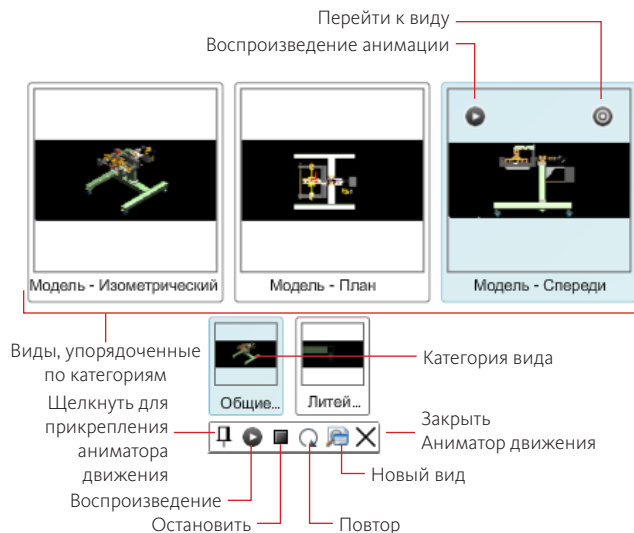 Перейти к виду
Воспроизведение анимации
Модель - Изометрический
Модель - План
Модель - Спереди
Виды, упорядоченные
по категориям
Категория вида
Общие...
Литей...
Щелкнуть для
прикрепления
аниматора
движения
Закрыть
Аниматор движения
Новый вид
Воспроизведение
Остановить
Повтор